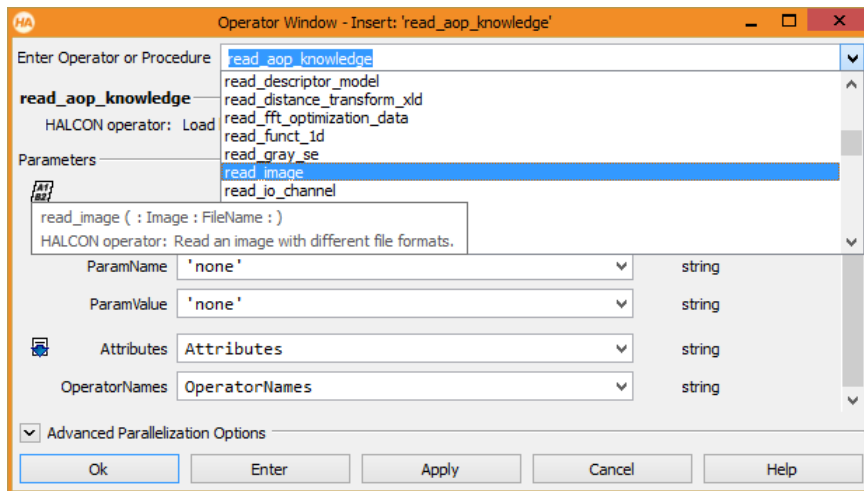 HA Operator Window - Insert: 'read_aop_knowledge'
Enter Operator or Procedure read_aop_knowledge
read_descriptor_model
read_aop_knowledge read_distance_transform_xld
HALCON operator: Load read_fft_optimization_data
read_funct_1d
Parameters read_gray_se
read_image
A1 read_io_channel
B2
read_image ( : Image : FileName : )
HALCON operator: Read an image with different file formats.
ParamName 'none' string
ParamValue 'none' string
Attributes Attributes string
OperatorNames OperatorNames string
Advanced Parallelization Options
Ok Enter Apply Cancel Help